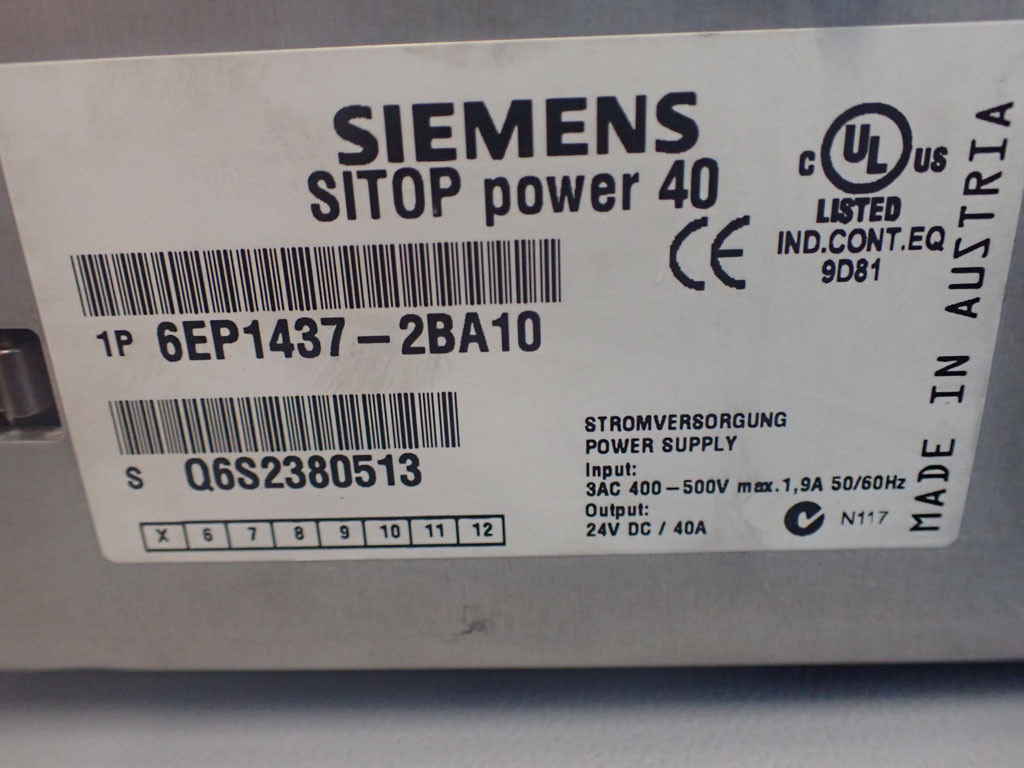 SIEMENS
SITOP power 40
C UL US
LISTED
IND.CONT.EQ
9D81
CE
1P 6EP1437-2BA10
S Q6S2380513
X 6 7 8 9 10 11 12
STROMVERSORGUNG
POWER SUPPLY
Input:
3AC 400-500V max.1,9A 50/60Hz
Output:
24V DC / 40A
N117
MADE IN AUSTRIA